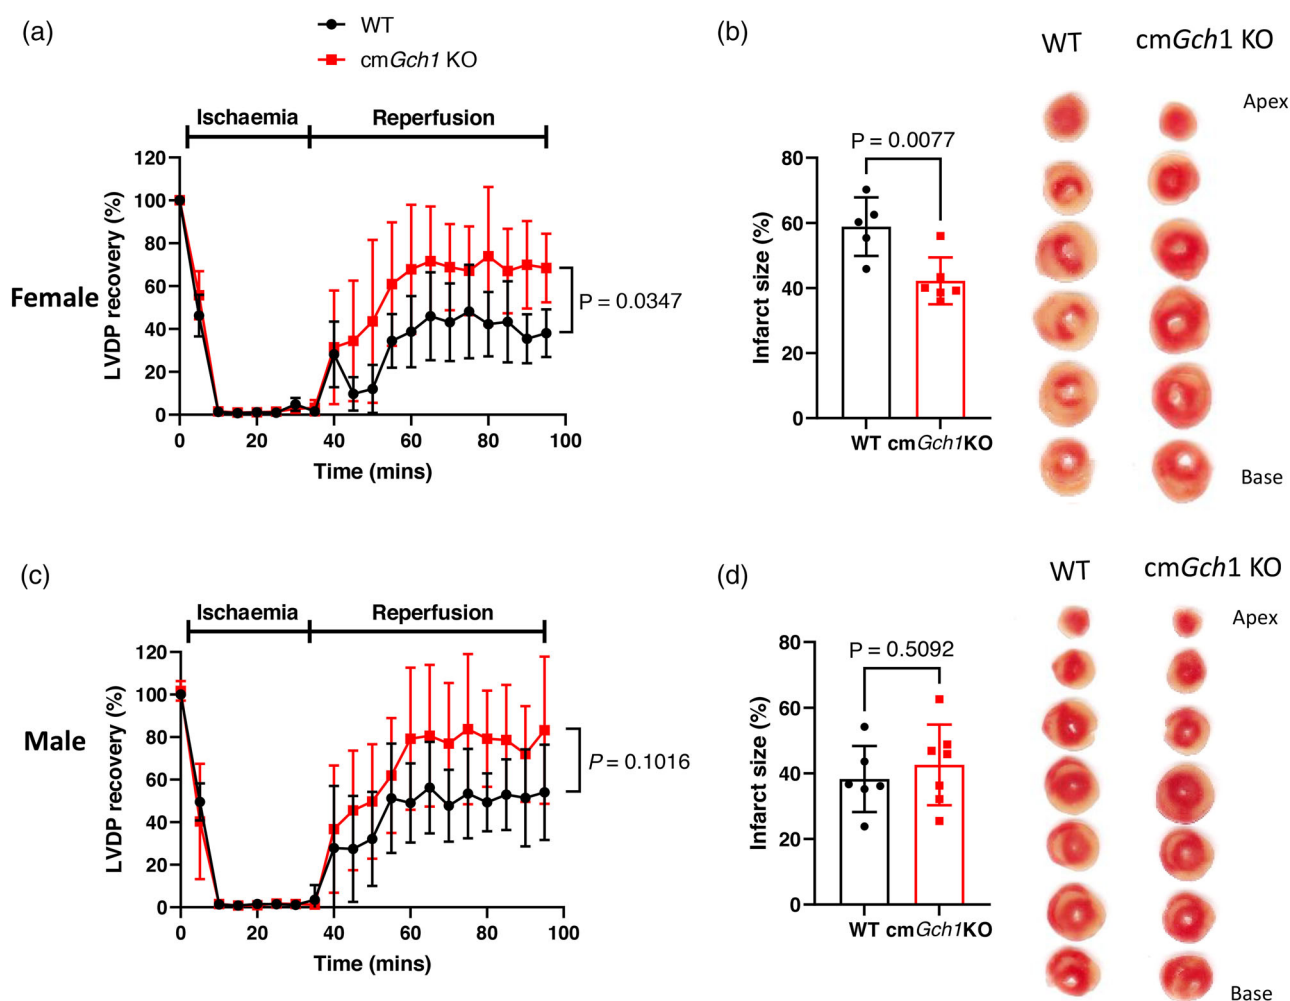 (a)
WT
cmGch1 KO
Ischaemia Reperfusion
120
100
80
60
40
20
0
LVDP recovery (%)
Female
P = 0.0347
0 20 40 60 80 100
Time (mins)
(b)
WT cmGch1 KO
Apex
P = 0.0077
80
60
40
20
0
Infarct size (%)
WT cmGch1KO
Base
(c)
Ischaemia Reperfusion
120
100
80
60
40
20
0
LVDP recovery (%)
Male
P = 0.1016
0 20 40 60 80 100
Time (mins)
(d)
WT cmGch1 KO
Apex
P = 0.5092
80
60
40
20
0
Infarct size (%)
WT cmGch1KO
Base